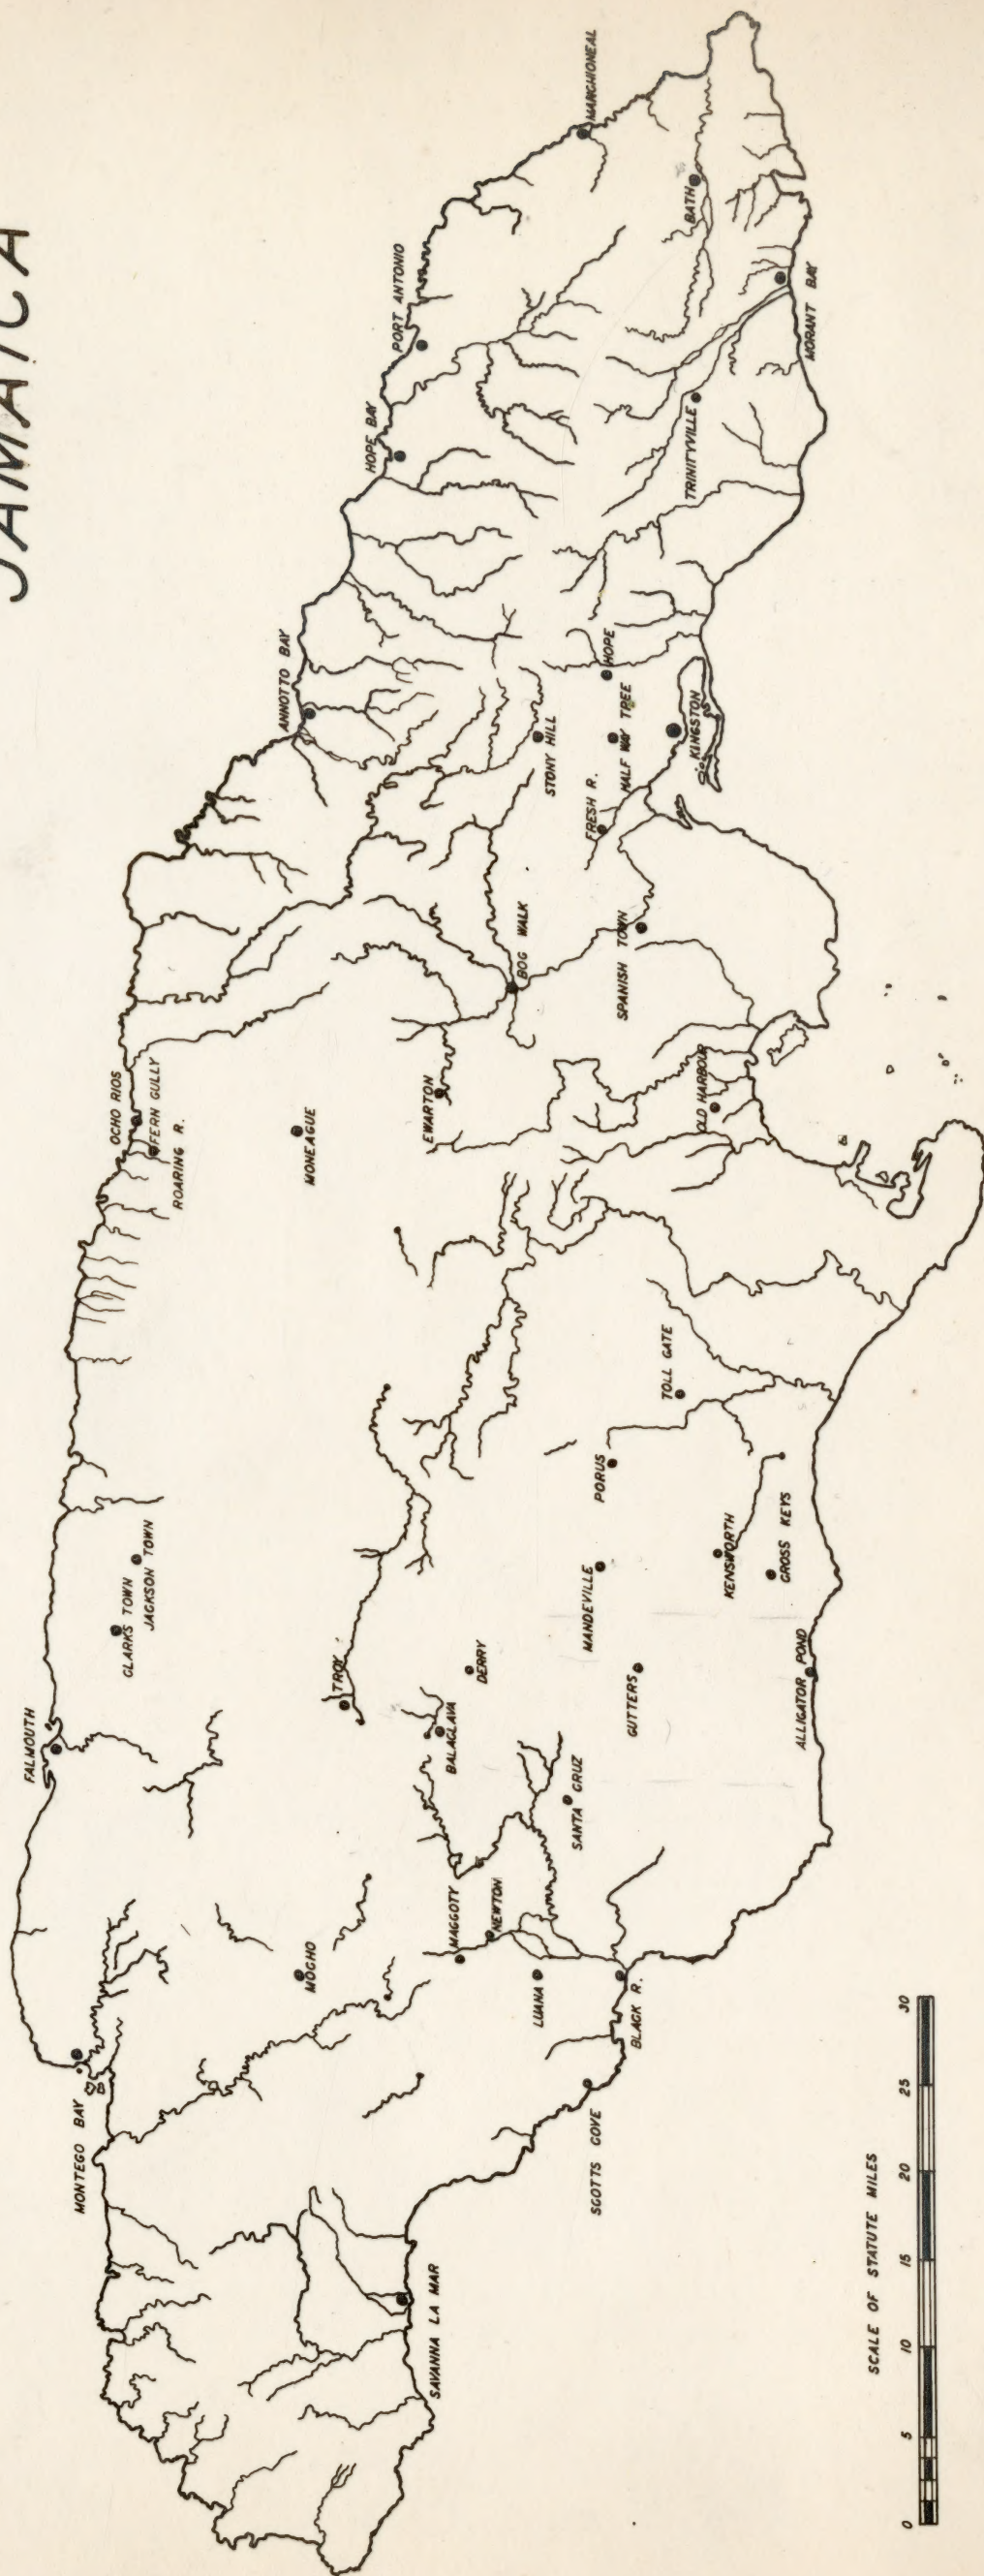 JAMAICA
MONTEGO BAY
FALMOUTH
CLARKS TOWN
JACKSON TOWN
OCHO RIOS
FERN GULLY
ROARING R.
MONEAGUE
ANNOTTO BAY
HOPE BAY
PORT ANTONIO
MANCHIONEAL
BATH
MORANT BAY
TRINITYVILLE
STONY HILL
HOPE
HALF WAY TREE
KINGSTON
FRESH R.
BOG WALK
SPANISH TOWN
EWARTON
OLD HARBOUR
TOLL GATE
PORUS
KENSWORTH
CROSS KEYS
MANDEVILLE
GUTTERS
ALLIGATOR POND
TROY
DERRY
BALACLAVA
SANTA CRUZ
MAGGOTY
NEWTON
MOCHO
LUANA
BLACK R.
SCOTTS COVE
SAVANNA LA MAR
SCALE OF STATUTE MILES
0 5 10 15 20 25 30